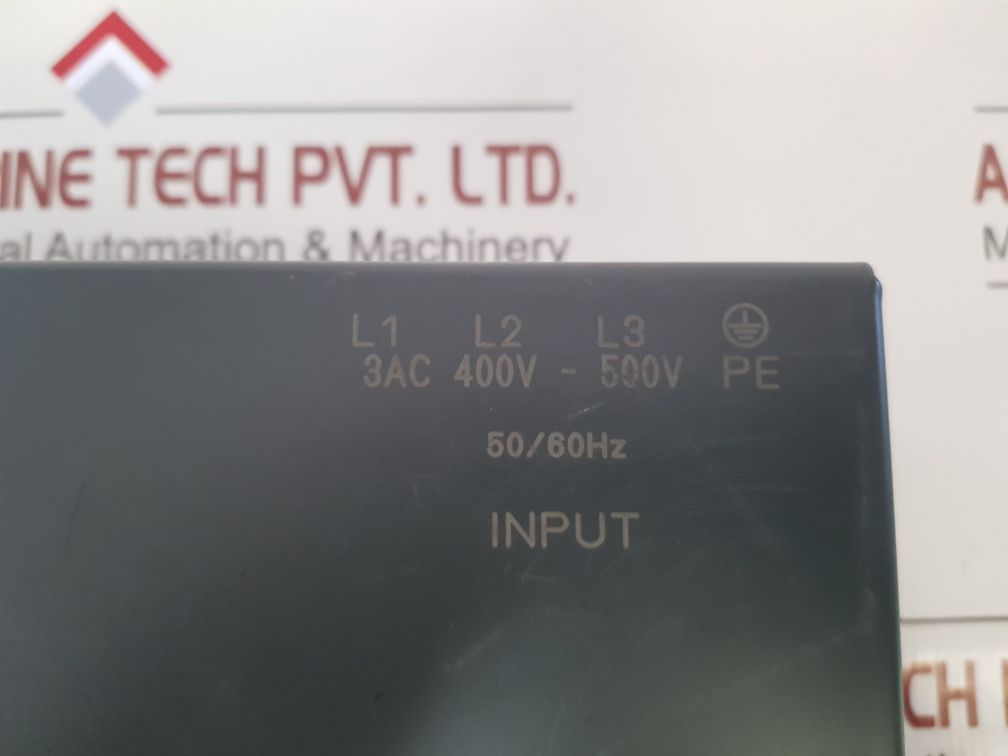 INE TECH PVT. LTD.
al Automation & Machinery
A
M
L1 L2 L3
3AC 400V - 500V PE
50/60Hz
INPUT
CH